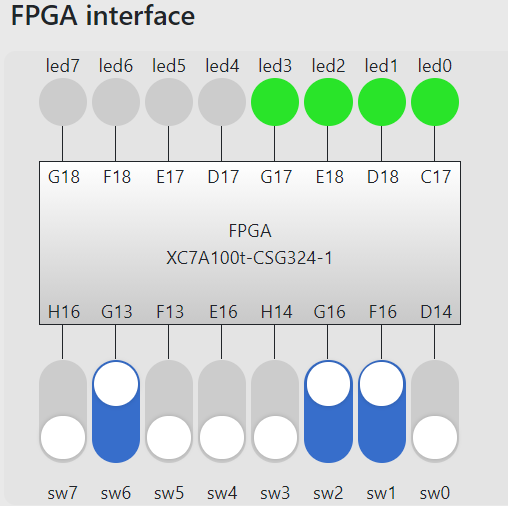 FPGA interface
led7 led6 led5 led4 led3 led2 led1 led0
G18 F18 E17 D17 G17 E18 D18 C17
FPGA
XC7A100t-CSG324-1
H16 G13 F13 E16 H14 G16 F16 D14
sw7 sw6 sw5 sw4 sw3 sw2 sw1 sw0